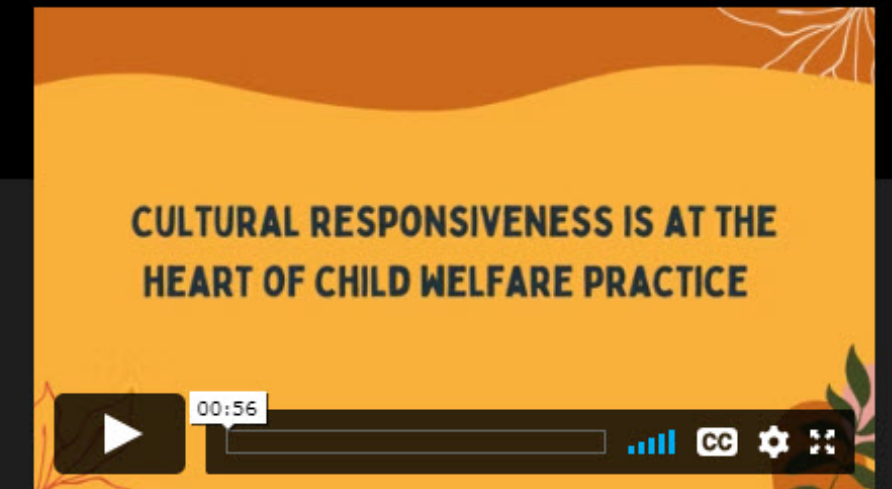 CULTURAL RESPONSIVENESS IS AT THE
HEART OF CHILD WELFARE PRACTICE
00:56
CC